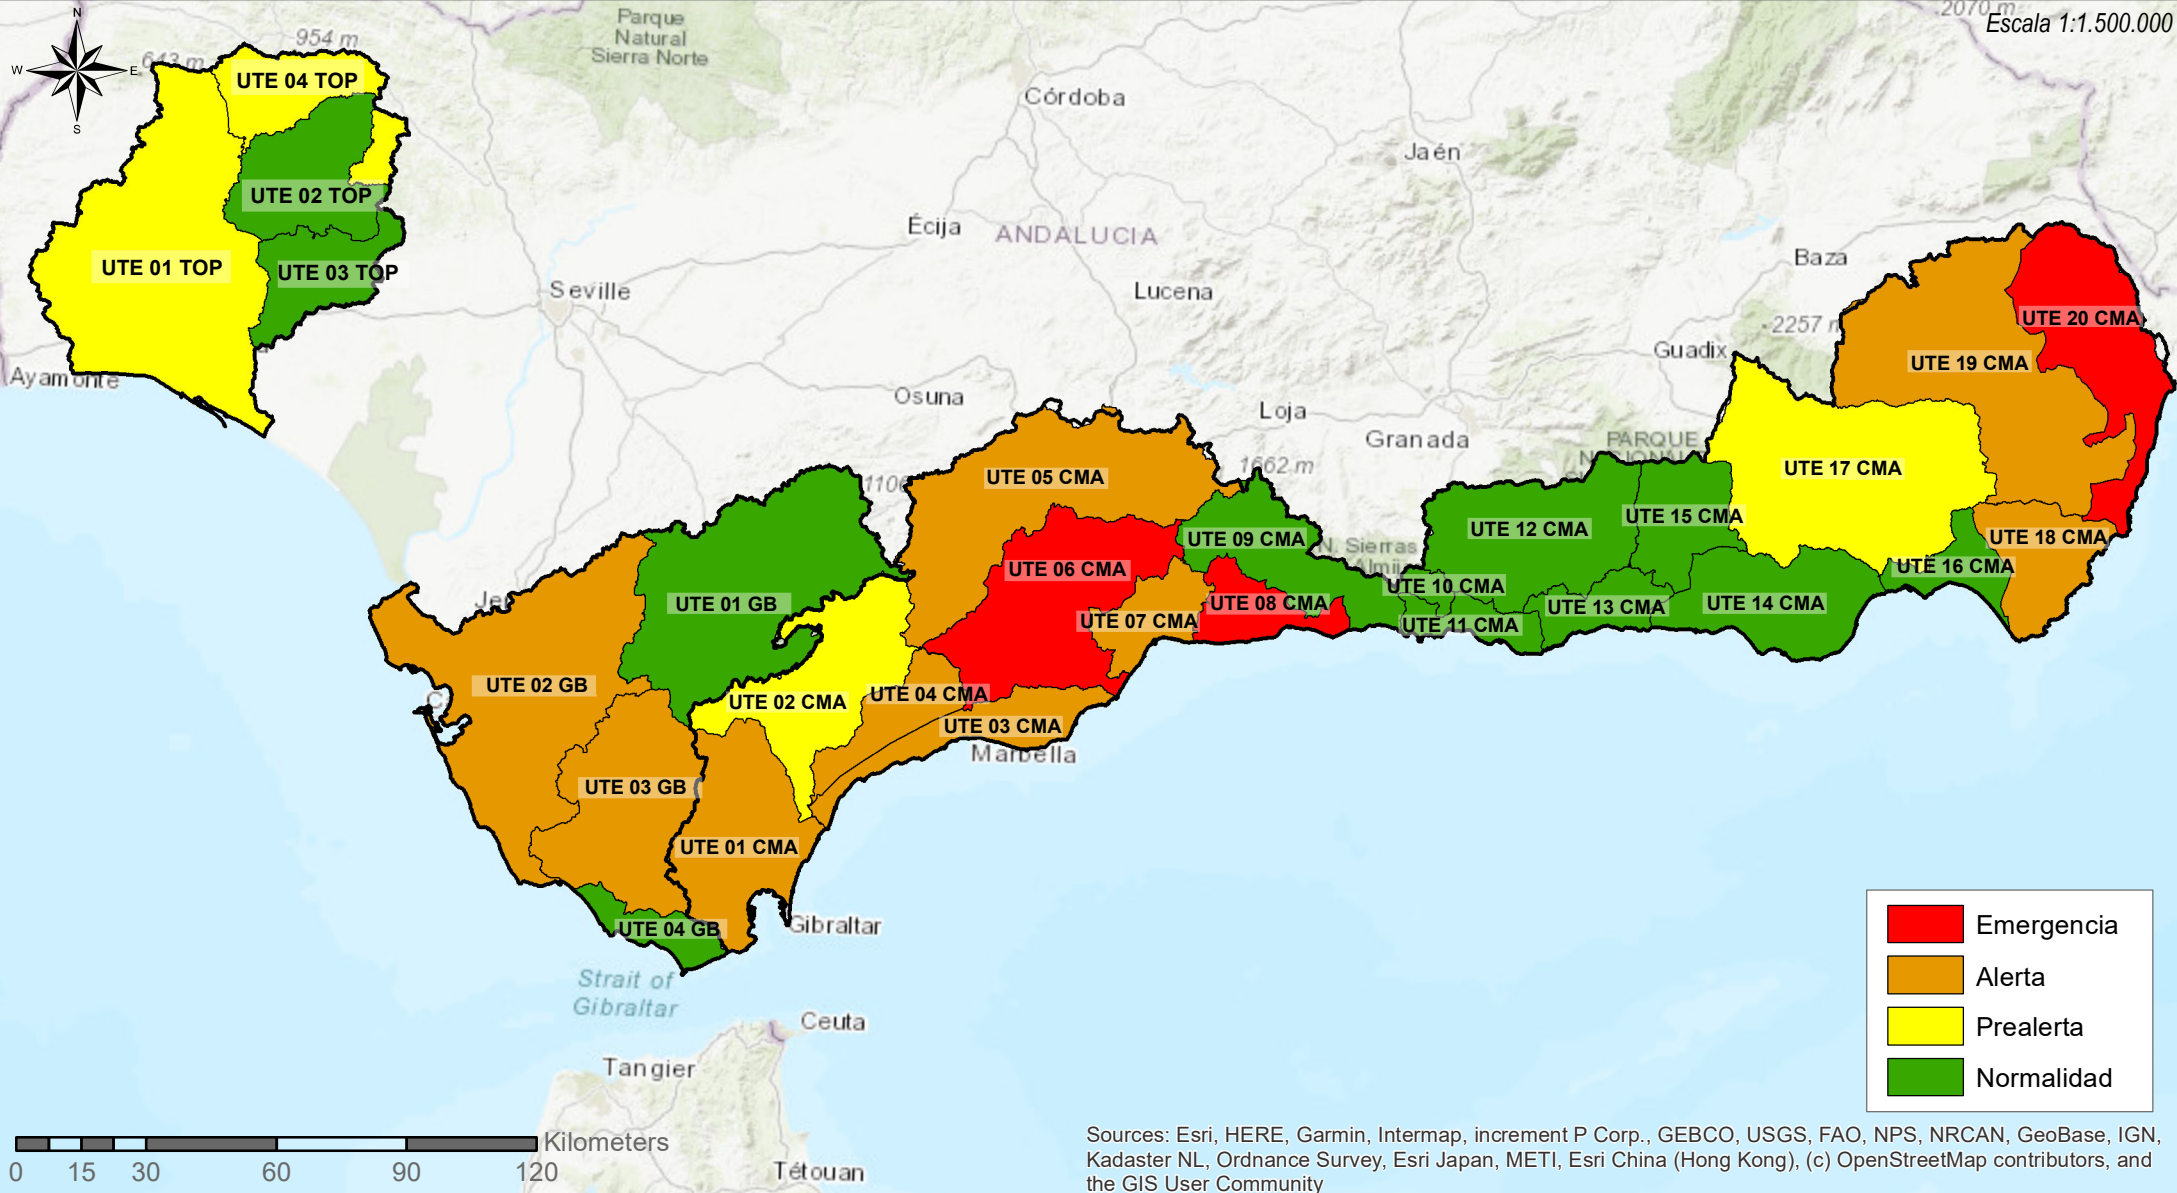 Escala 1:1.500.000
2070 m
N
W
E
S
643 m
954 m
Parque
Natural
Sierra Norte
Córdoba
Jaén
Écija
ANDALUCIA
Seville
Lucena
Baza
2257 m
Guadix
Ayamonte
Osuna
Loja
Granada
PARQUE
1662 m
N. Sierras
Marbella
Gibraltar
Strait of
Gibraltar
Ceuta
Tangier
Tétouan
UTE 04 TOP
UTE 02 TOP
UTE 01 TOP
UTE 03 TOP
UTE 20 CMA
UTE 19 CMA
UTE 05 CMA
UTE 17 CMA
UTE 12 CMA
UTE 15 CMA
UTE 09 CMA
UTE 18 CMA
UTE 06 CMA
UTE 16 CMA
UTE 10 CMA
UTE 01 GB
UTE 08 CMA
UTE 13 CMA
UTE 14 CMA
UTE 07 CMA
UTE 11 CMA
UTE 02 GB
UTE 04 CMA
UTE 02 CMA
UTE 03 CMA
UTE 03 GB
UTE 01 CMA
UTE 04 GB
Emergencia
Alerta
Prealerta
Normalidad
Kilometers
0 15 30 60 90 120
Sources: Esri, HERE, Garmin, Intermap, increment P Corp., GEBCO, USGS, FAO, NPS, NRCAN, GeoBase, IGN,
Kadaster NL, Ordnance Survey, Esri Japan, METI, Esri China (Hong Kong), (c) OpenStreetMap contributors, and
the GIS User Community